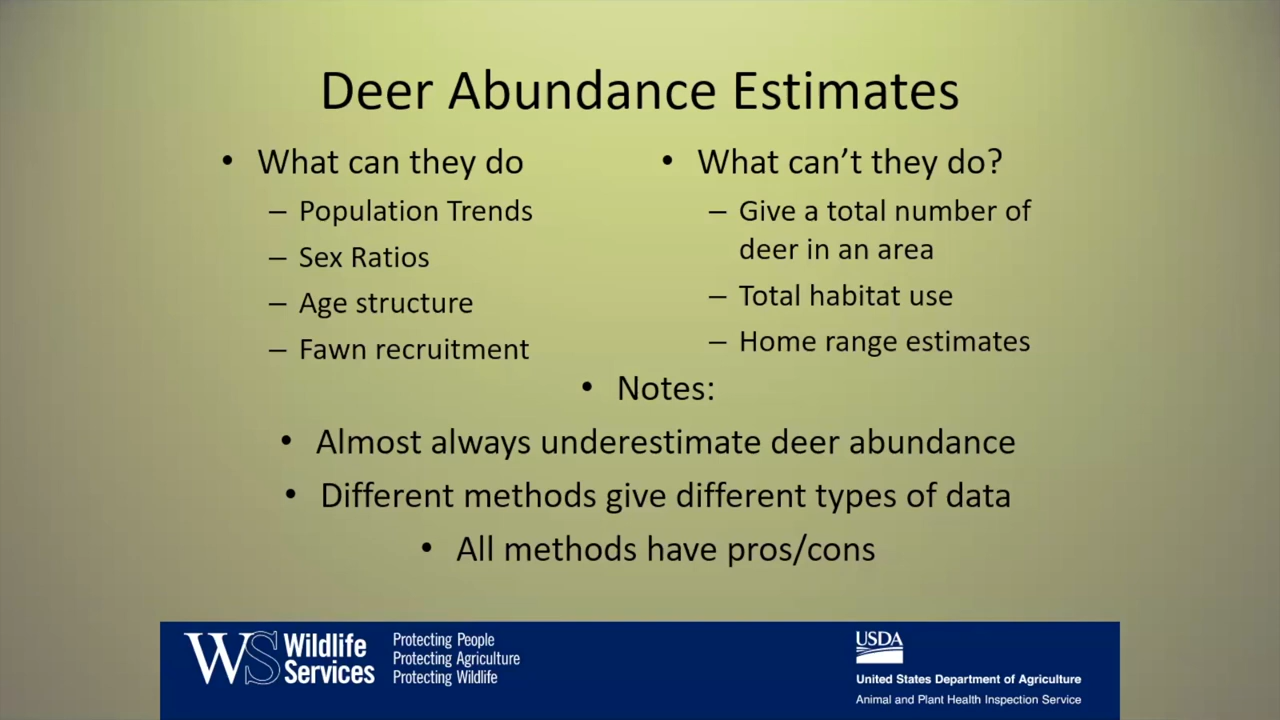 Deer Abundance Estimates
• What can they do
– Population Trends
– Sex Ratios
– Age structure
– Fawn recruitment
• What can’t they do?
– Give a total number of
deer in an area
– Total habitat use
– Home range estimates
• Notes:
• Almost always underestimate deer abundance
• Different methods give different types of data
• All methods have pros/cons
WS Wildlife
Services
Protecting People
Protecting Agriculture
Protecting Wildlife
USDA
United States Department of Agriculture
Animal and Plant Health Inspection Service